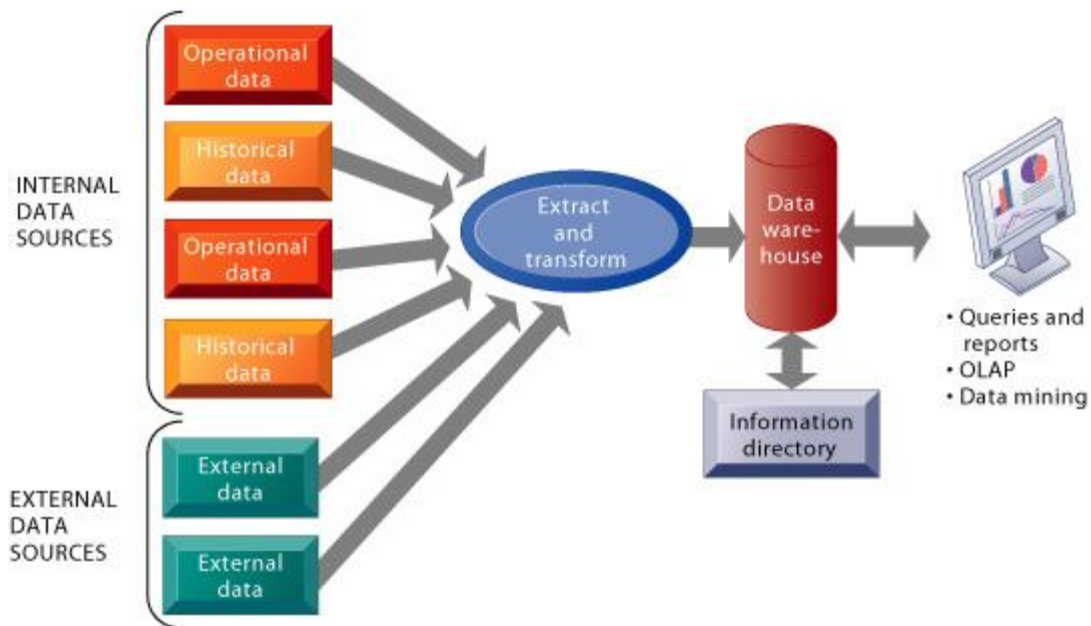 INTERNAL
DATA
SOURCES
Operational
data
Historical data
Operational
data
Historical data
EXTERNAL
DATA
SOURCES
External
data
External
data
Extract
and
transform
Data
ware-
house
Information
directory
• Queries and
reports
• OLAP
• Data mining